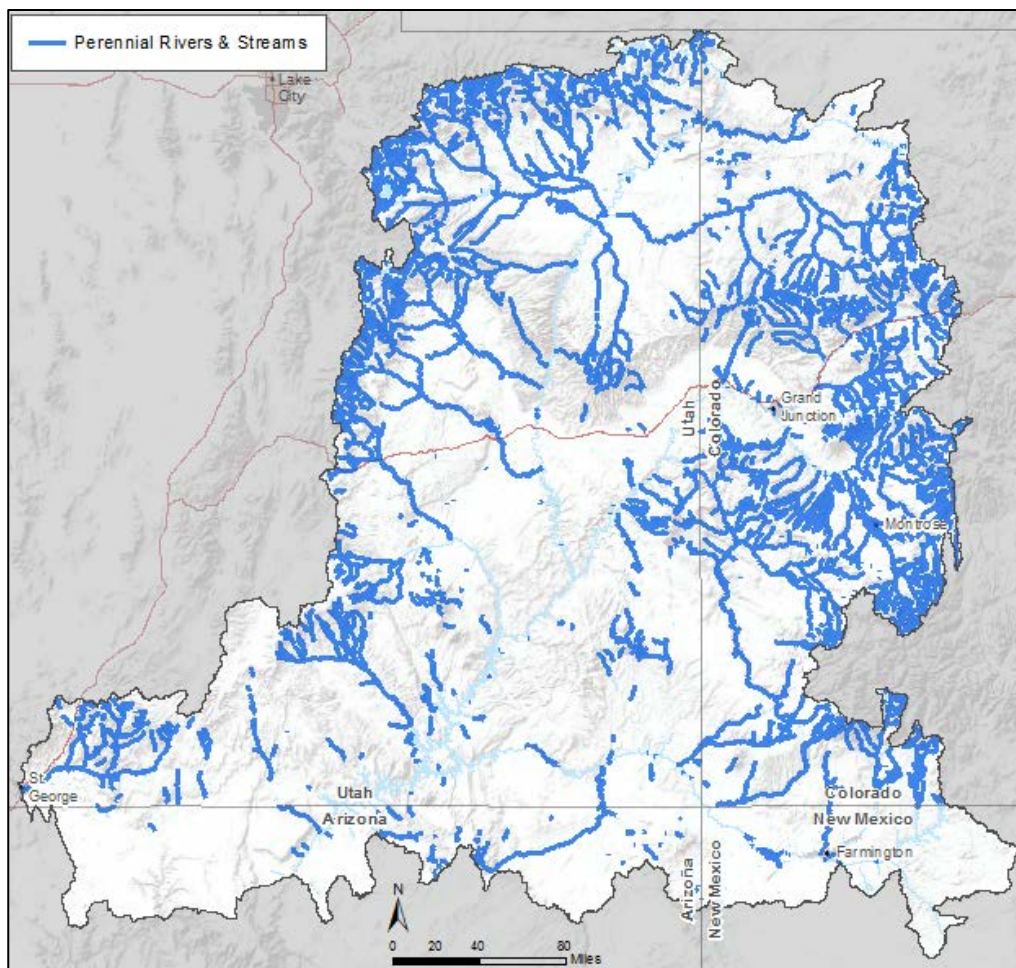 Perennial Rivers & Streams
Lake
City
Utah
Colorado
Grand
Junction
Montrose
St.
George
Utah
Arizona
Colorado
New Mexico
Farmington
Arizona
New Mexico
N
0 20 40 80
Miles